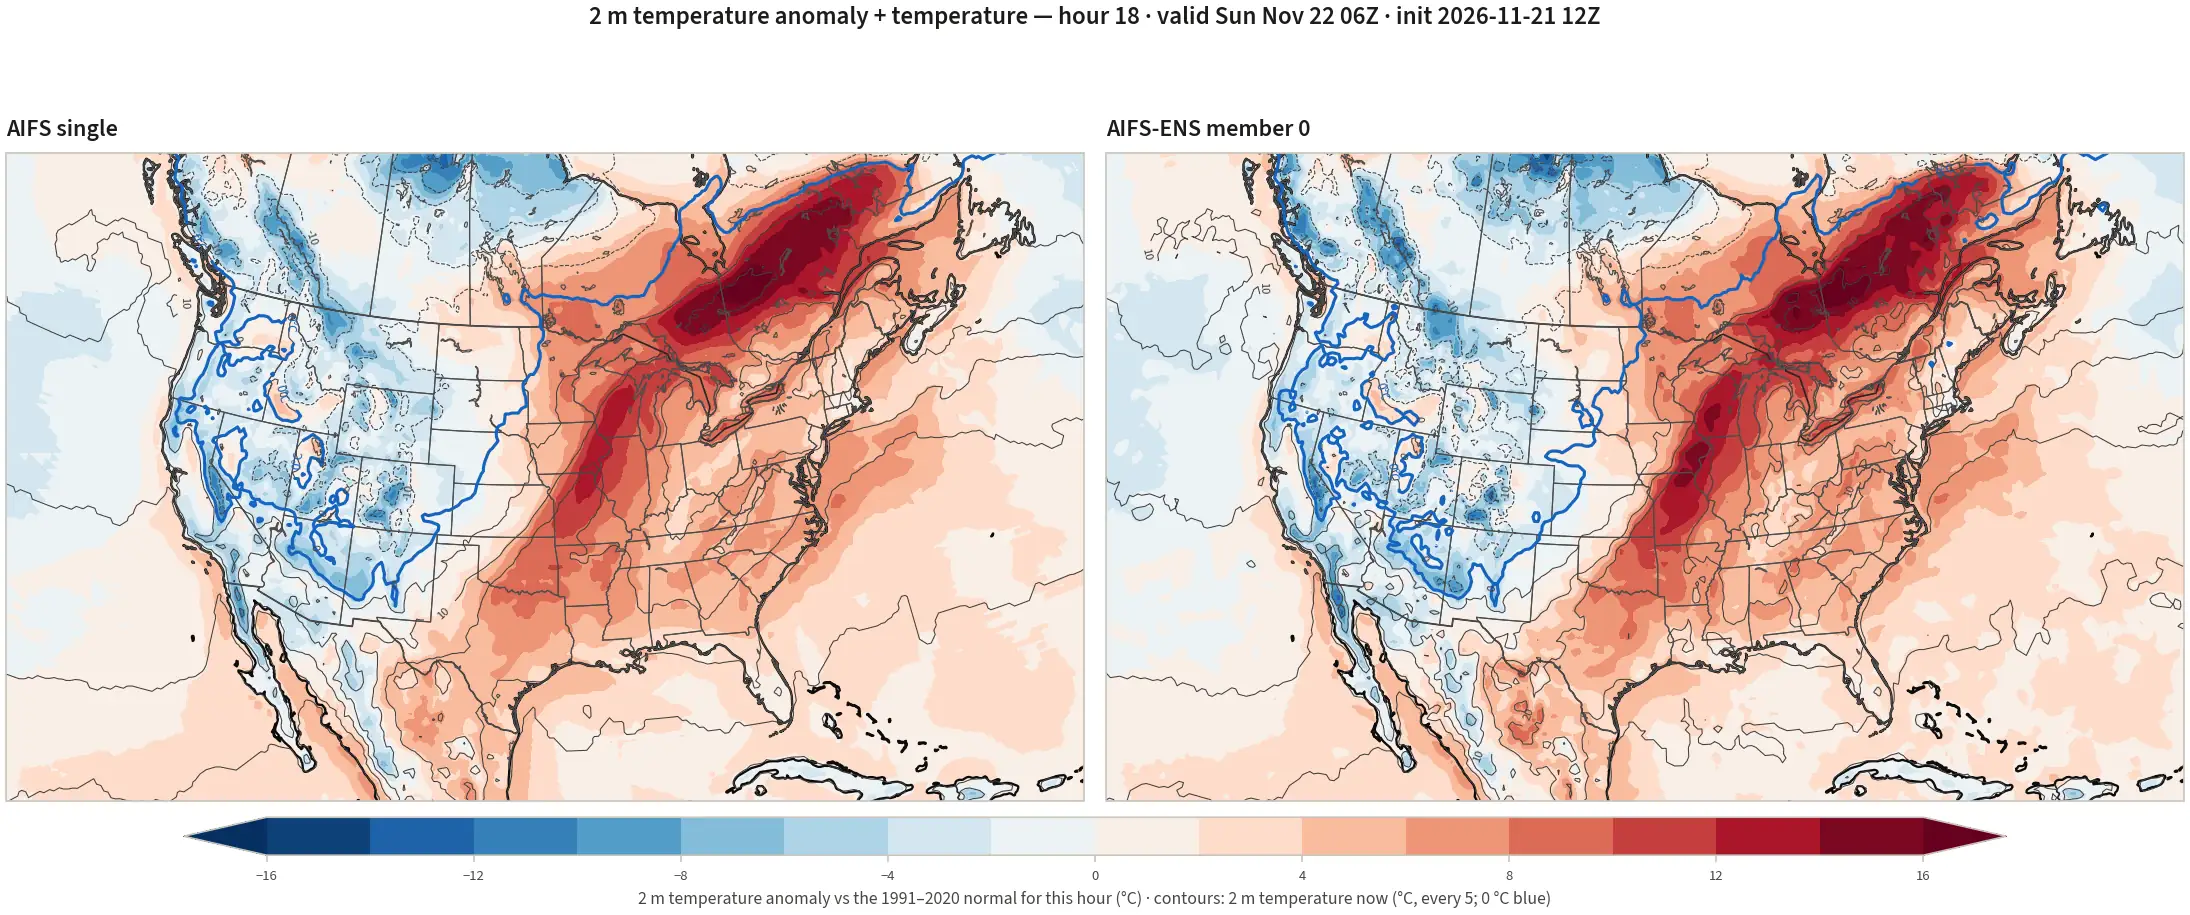 2 m temperature anomaly + temperature — hour 18 · valid Sun Nov 22 06Z · init 2026-11-21 12Z
AIFS single
AIFS-ENS member 0
−16 −12 −8 −4 0 4 8 12 16
2 m temperature anomaly vs the 1991–2020 normal for this hour (°C) · contours: 2 m temperature now (°C, every 5; 0 °C blue)